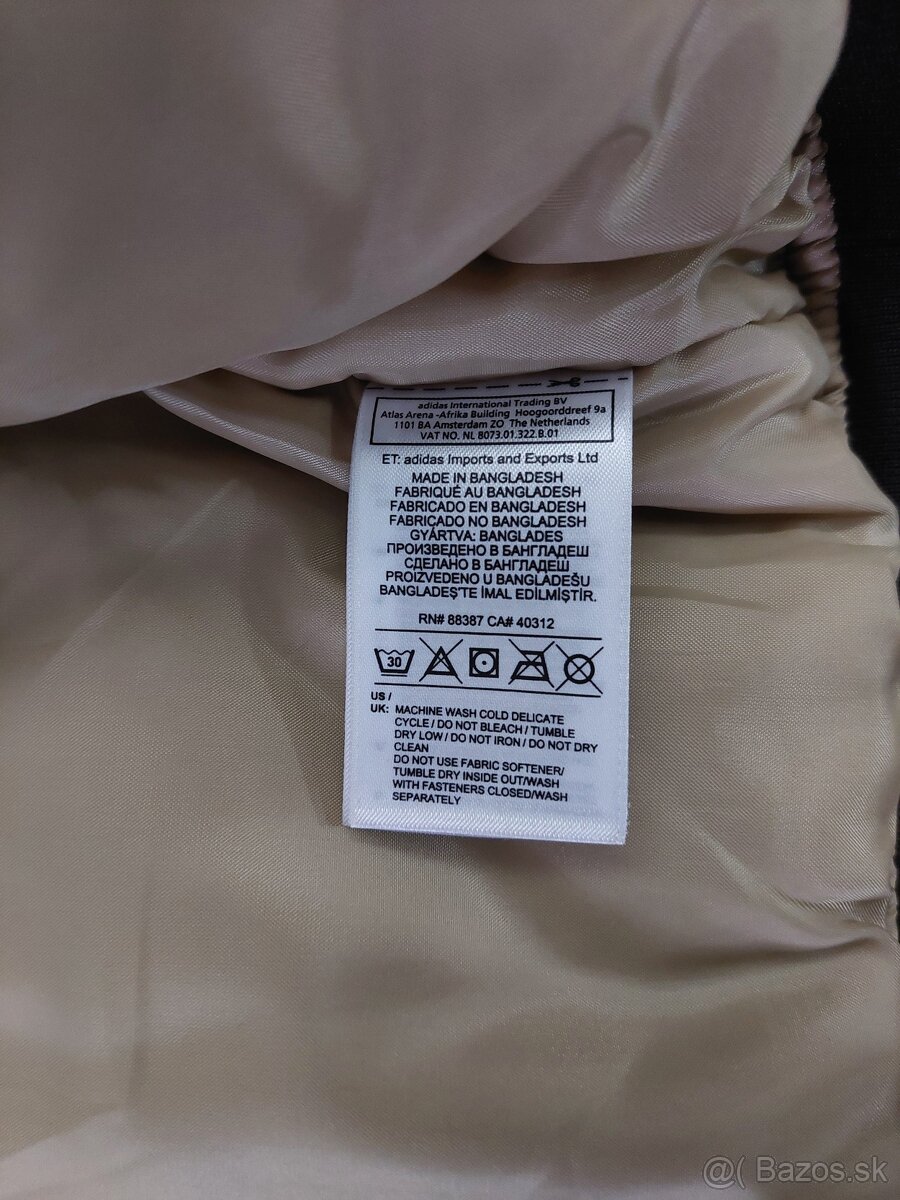 adidas International Trading BV
Atlas Arena -Afrika Building Hoogoorddreef 9a
1101 BA Amsterdam ZO The Netherlands
VAT NO. NL 8073.01.322.B.01
ET: adidas Imports and Exports Ltd
MADE IN BANGLADESH
FABRIQUÉ AU BANGLADESH
FABRICADO EN BANGLADESH
FABRICADO NO BANGLADESH
GYÁRTVA: BANGLADES
ПРОИЗВЕДЕНО В БАНГЛАДЕШ
СДЕЛАНО В БАНГЛАДЕШ
PROIZVEDENO U BANGLADEŠU
BANGLADEŞ'TE İMAL EDİLMİŞTİR.
RN# 88387 CA# 40312
30
US /
UK: MACHINE WASH COLD DELICATE
CYCLE / DO NOT BLEACH / TUMBLE
DRY LOW / DO NOT IRON / DO NOT DRY
CLEAN
DO NOT USE FABRIC SOFTENER/
TUMBLE DRY INSIDE OUT/WASH
WITH FASTENERS CLOSED/WASH
SEPARATELY
@( Bazos.sk